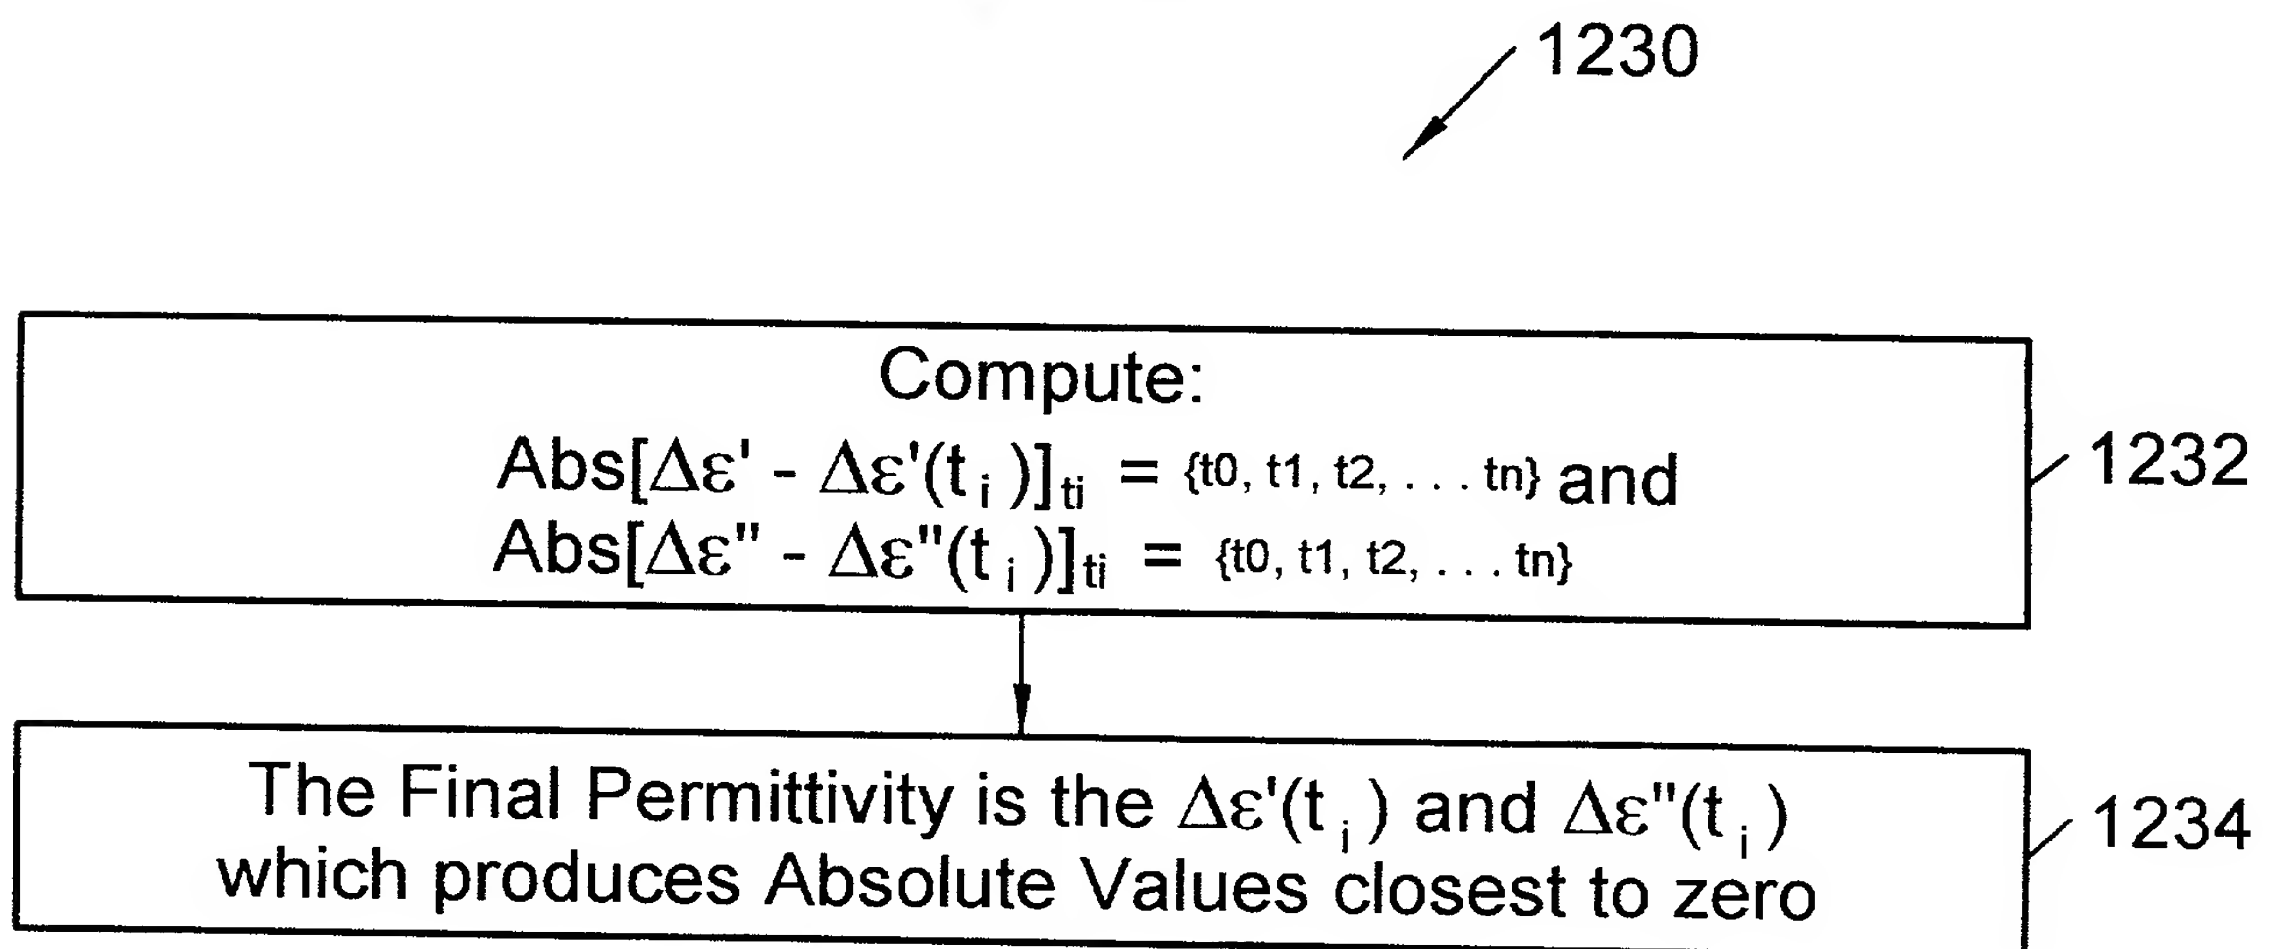 1230
Compute:
Abs[Δε' - Δε'(t i )]ti = {t0, t1, t2, . . . tn} and
1232
Abs[Δε" - Δε"(t i )]ti = {t0, t1, t2, . . . tn}
The Final Permittivity is the Δε'(t i ) and Δε"(t i )
1234
which produces Absolute Values closest to zero